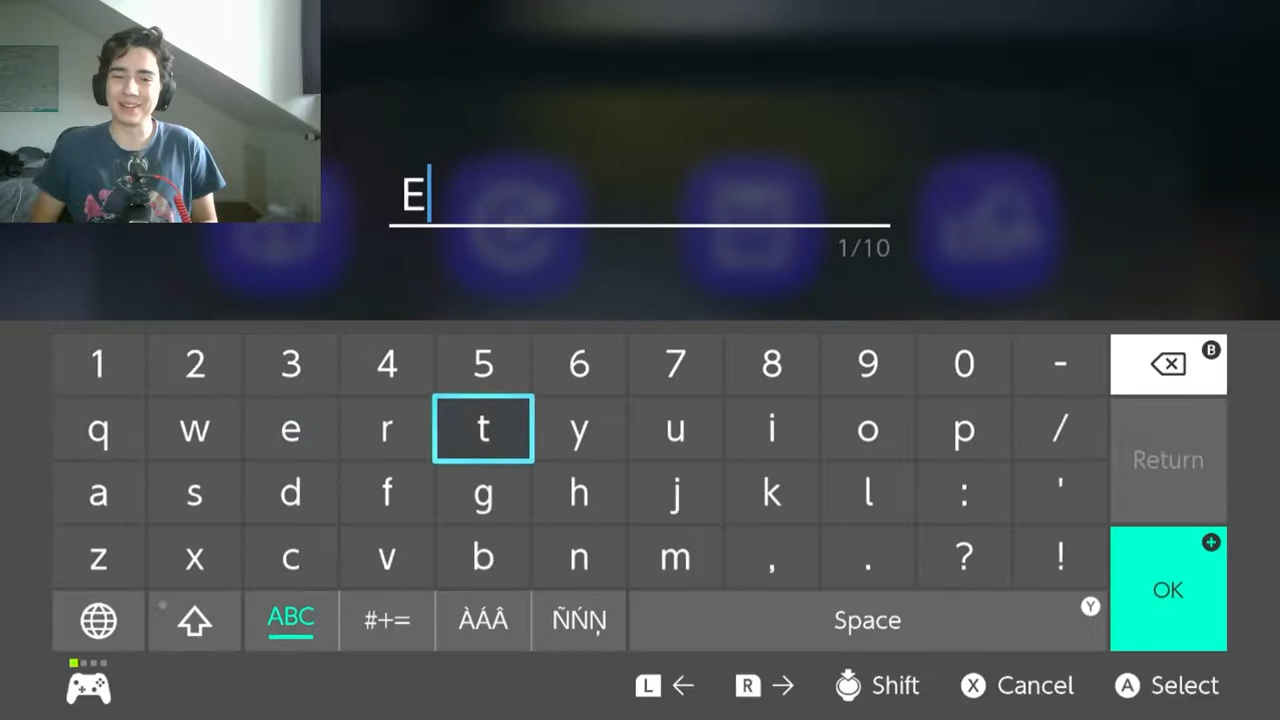 E
1/10
1 2 3 4 5 6 7 8 9 0 - B
q w e r t y u i o p /
Return
a s d f g h j k l : '
z x c v b n m , . ? ! + OK
ABC #+= ÀÁÂ ÑŃŅ Space Y
L ← R → Shift X Cancel A Select